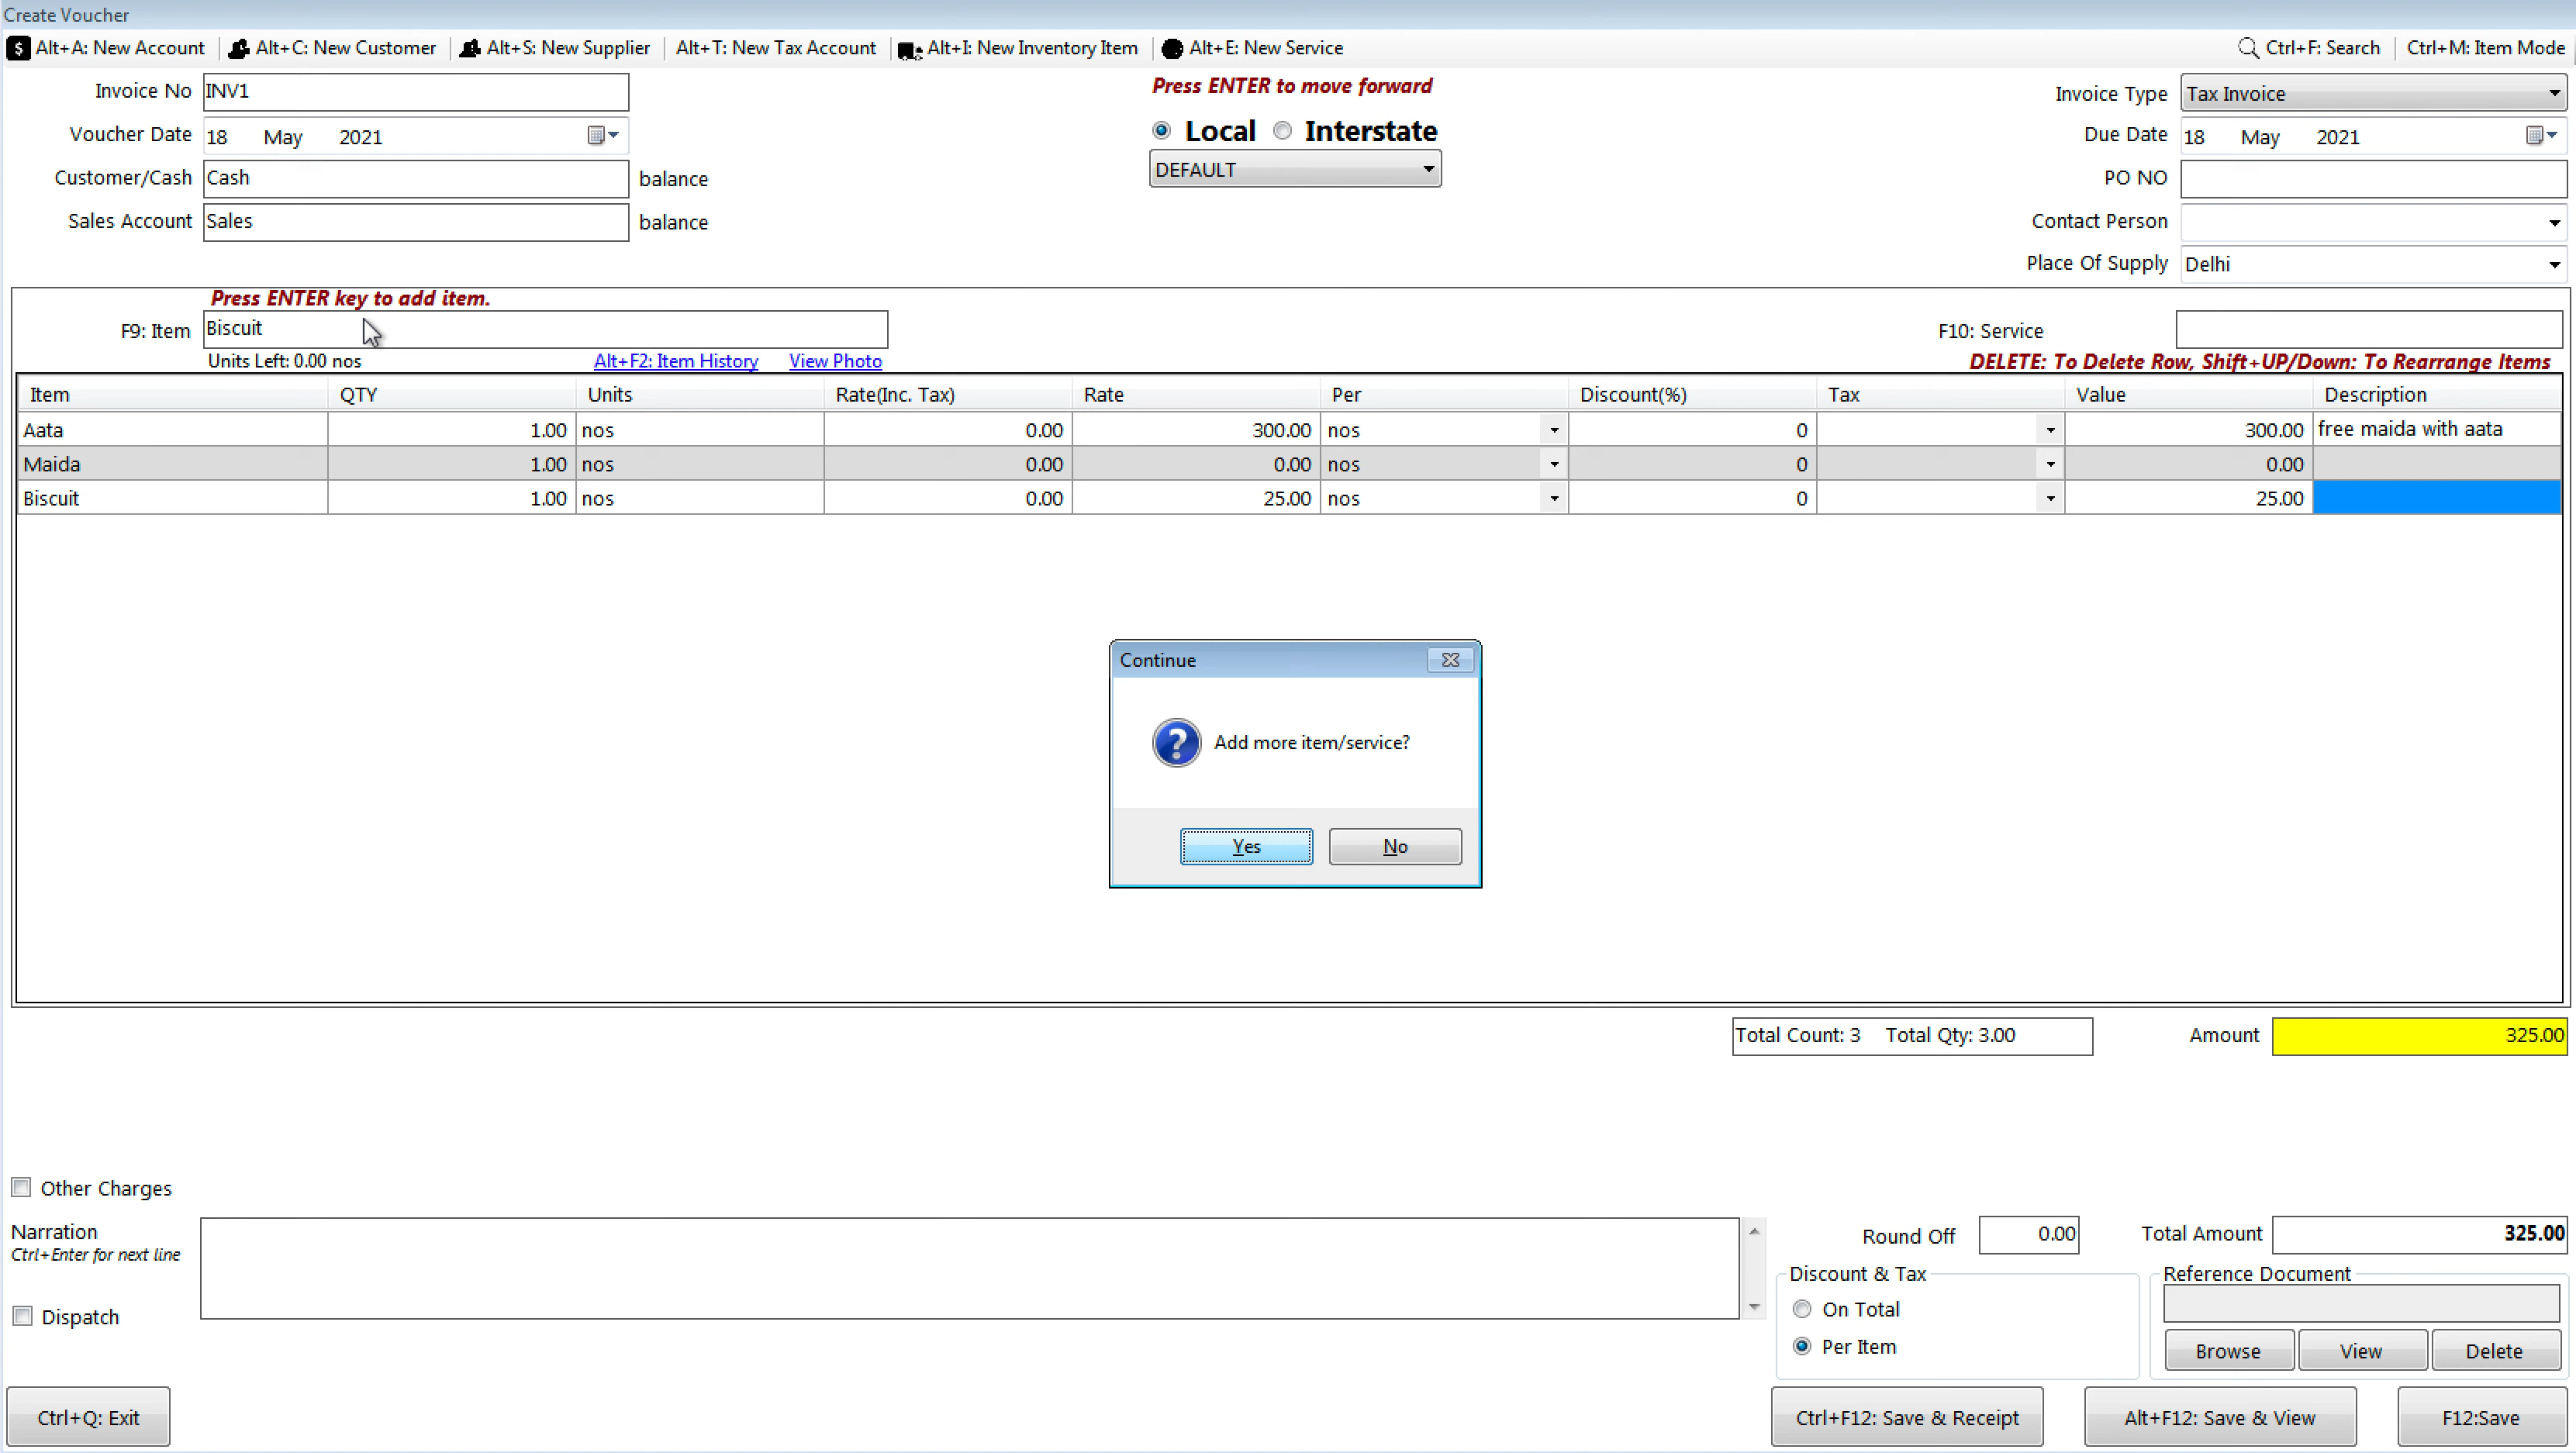 Create Voucher
Alt+A: New Account Alt+C: New Customer Alt+S: New Supplier Alt+T: New Tax Account Alt+I: New Inventory Item Alt+E: New Service Ctrl+F: Search Ctrl+M: Item Mode
Invoice No INV1
Voucher Date 18 May 2021
Customer/Cash Cash balance
Sales Account Sales balance
Press ENTER to move forward
Local Interstate
DEFAULT
Invoice Type Tax Invoice
Due Date 18 May 2021
PO NO
Contact Person
Place Of Supply Delhi
Press ENTER key to add item.
F9: Item Biscuit F10: Service
Units Left: 0.00 nos Alt+F2: Item History View Photo DELETE: To Delete Row, Shift+UP/Down: To Rearrange Items
Item QTY Units Rate(Inc. Tax) Rate Per Discount(%) Tax Value Description
Aata 1.00 nos 0.00 300.00 nos 0 300.00 free maida with aata
Maida 1.00 nos 0.00 0.00 nos 0 0.00
Biscuit 1.00 nos 0.00 25.00 nos 0 25.00
Continue
Add more item/service?
Yes No
Total Count: 3 Total Qty: 3.00 Amount 325.00
Other Charges
Narration
Ctrl+Enter for next line
Dispatch
Round Off 0.00 Total Amount 325.00
Discount & Tax
On Total
Per Item
Reference Document
Browse View Delete
Ctrl+Q: Exit Ctrl+F12: Save & Receipt Alt+F12: Save & View F12:Save